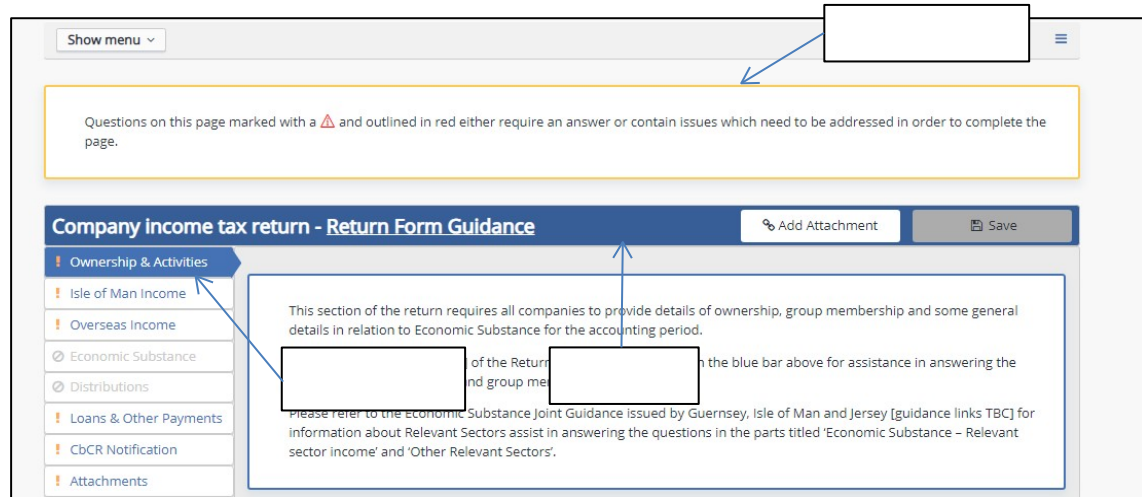 Show menu
Questions on this page marked with a and outlined in red either require an answer or contain issues which need to be addressed in order to complete the
page.
Company income tax return - Return Form Guidance
Add Attachment
Save
Ownership & Activities
Isle of Man Income
Overseas Income
Economic Substance
Distributions
Loans & Other Payments
CbCR Notification
Attachments
This section of the return requires all companies to provide details of ownership, group membership and some general
details in relation to Economic Substance for the accounting period.
of the Return the blue bar above for assistance in answering the
group
Please refer to the Economic Substance Joint Guidance issued by Guernsey, Isle of Man and Jersey [guidance links TBC] for
information about Relevant Sectors assist in answering the questions in the parts titled ‘Economic Substance – Relevant
sector income’ and ‘Other Relevant Sectors’.